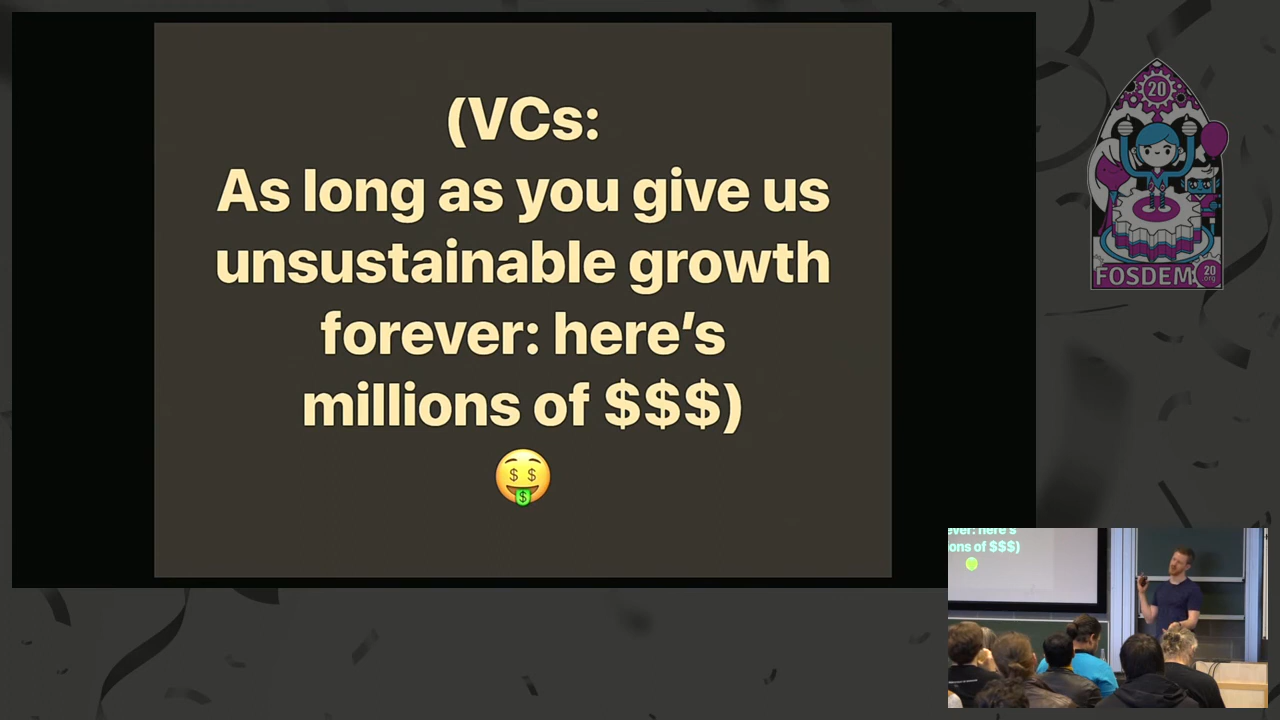 (VCs:
As long as you give us
unsustainable growth
forever: here’s
millions of $$$)
20
FOSDEM
20
org
ever: here's
ions of $$$)